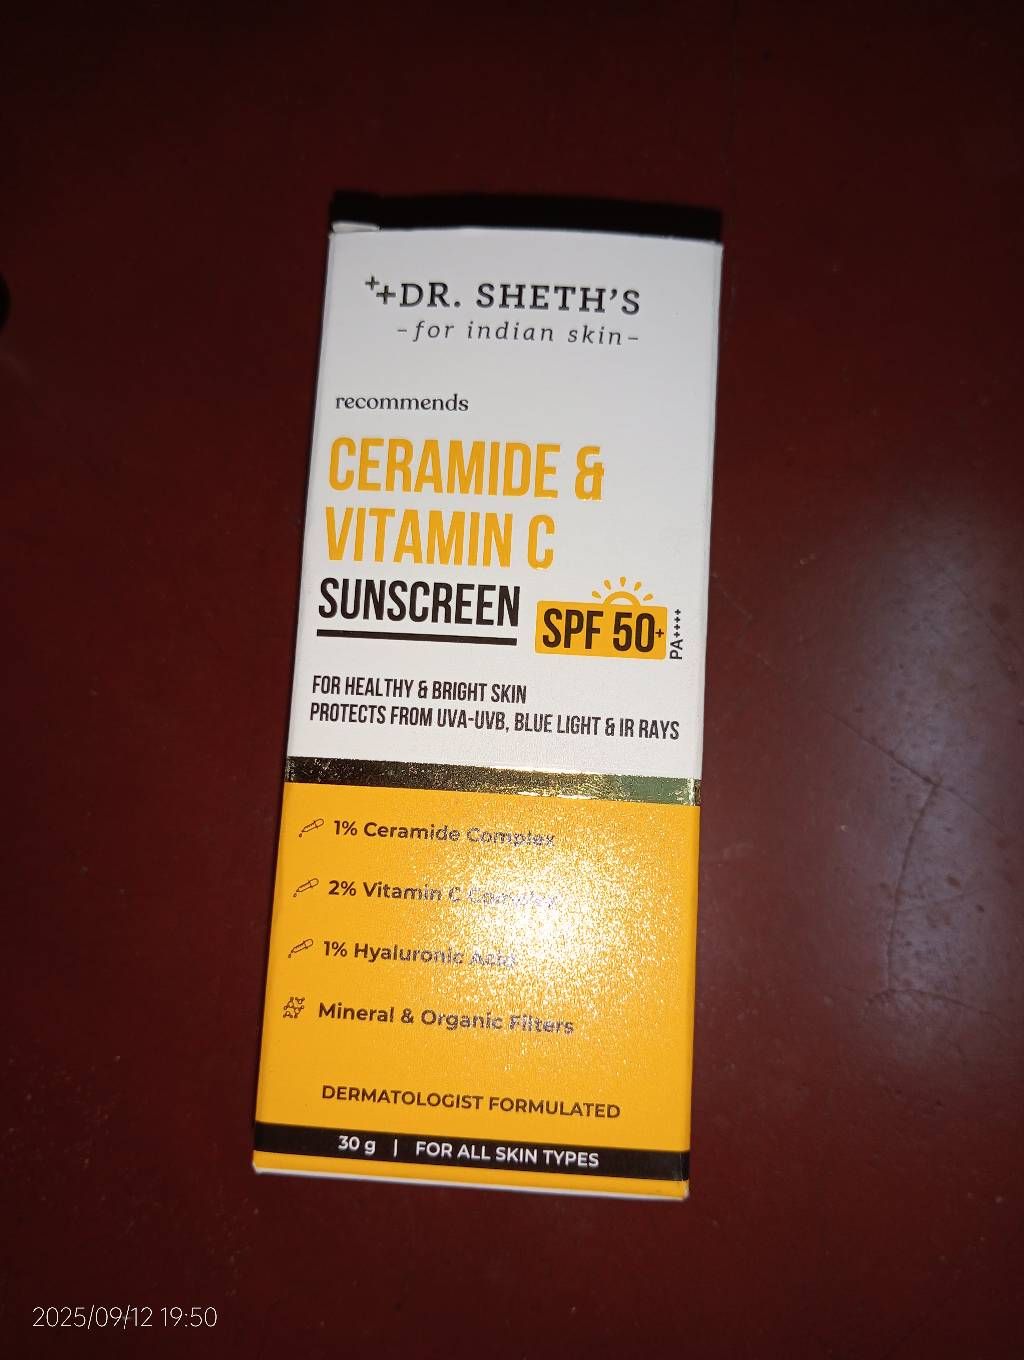 DR. SHETH'S
-for indian skin-
recommends
CERAMIDE &
VITAMIN C
SUNSCREEN
SPF 50+
PA++++
FOR HEALTHY & BRIGHT SKIN
PROTECTS FROM UVA-UVB, BLUE LIGHT & IR RAYS
1% Ceramide Complex
2% Vitamin C Complex
1% Hyaluronic Acid
Mineral & Organic Filters
DERMATOLOGIST FORMULATED
30 g | FOR ALL SKIN TYPES
2025/09/12 19:50